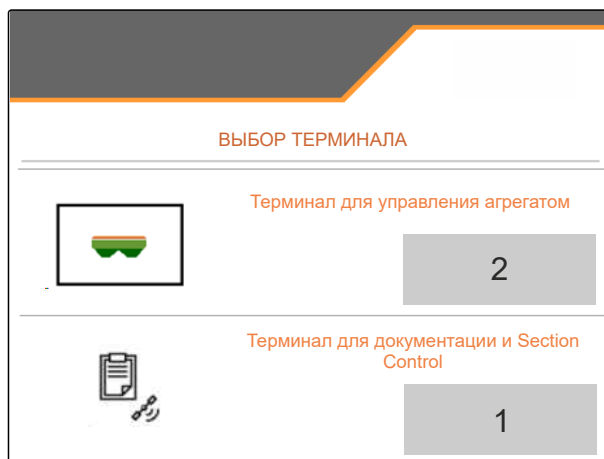 ВЫБОР ТЕРМИНАЛА
Терминал для управления агрегатом
2
Терминал для документации и Section
Control
1